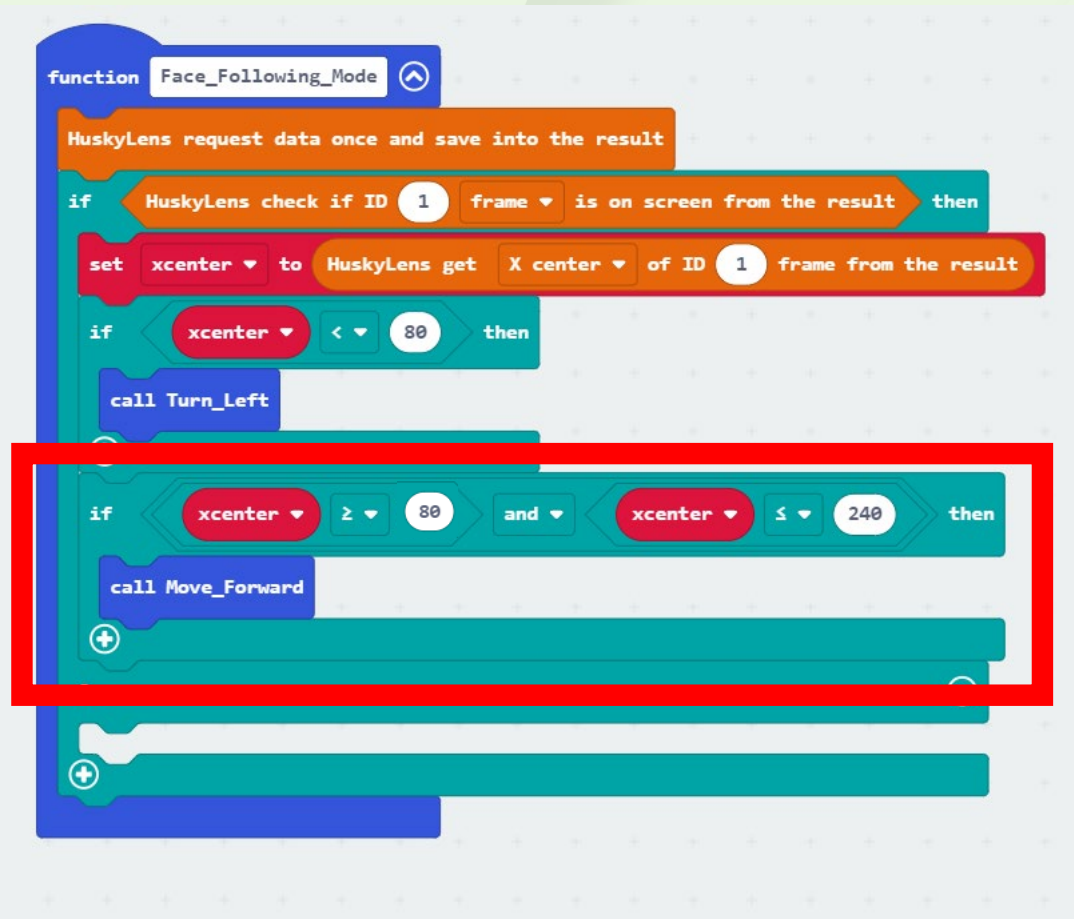 function Face_Following_Mode
HuskyLens request data once and save into the result
if HuskyLens check if ID 1 frame is on screen from the result then
set xcenter to HuskyLens get X center of ID 1 frame from the result
if xcenter < 80 then
call Turn_Left
if xcenter ≥ 80 and xcenter ≤ 240 then
call Move_Forward